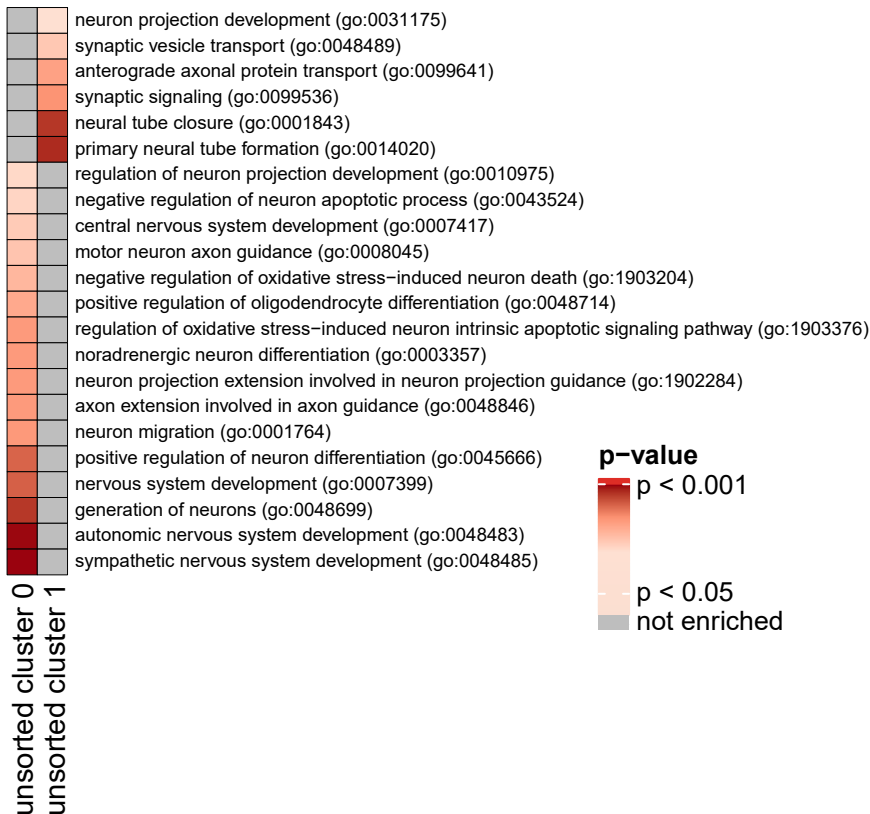 neuron projection development (go:0031175)
synaptic vesicle transport (go:0048489)
anterograde axonal protein transport (go:0099641)
synaptic signaling (go:0099536)
neural tube closure (go:0001843)
primary neural tube formation (go:0014020)
regulation of neuron projection development (go:0010975)
negative regulation of neuron apoptotic process (go:0043524)
central nervous system development (go:0007417)
motor neuron axon guidance (go:0008045)
negative regulation of oxidative stress−induced neuron death (go:1903204)
positive regulation of oligodendrocyte differentiation (go:0048714)
regulation of oxidative stress−induced neuron intrinsic apoptotic signaling pathway (go:1903376)
noradrenergic neuron differentiation (go:0003357)
neuron projection extension involved in neuron projection guidance (go:1902284)
axon extension involved in axon guidance (go:0048846)
neuron migration (go:0001764)
positive regulation of neuron differentiation (go:0045666)
nervous system development (go:0007399)
generation of neurons (go:0048699)
autonomic nervous system development (go:0048483)
sympathetic nervous system development (go:0048485)
unsorted cluster 0
unsorted cluster 1
p−value
p < 0.001
p < 0.05
not enriched